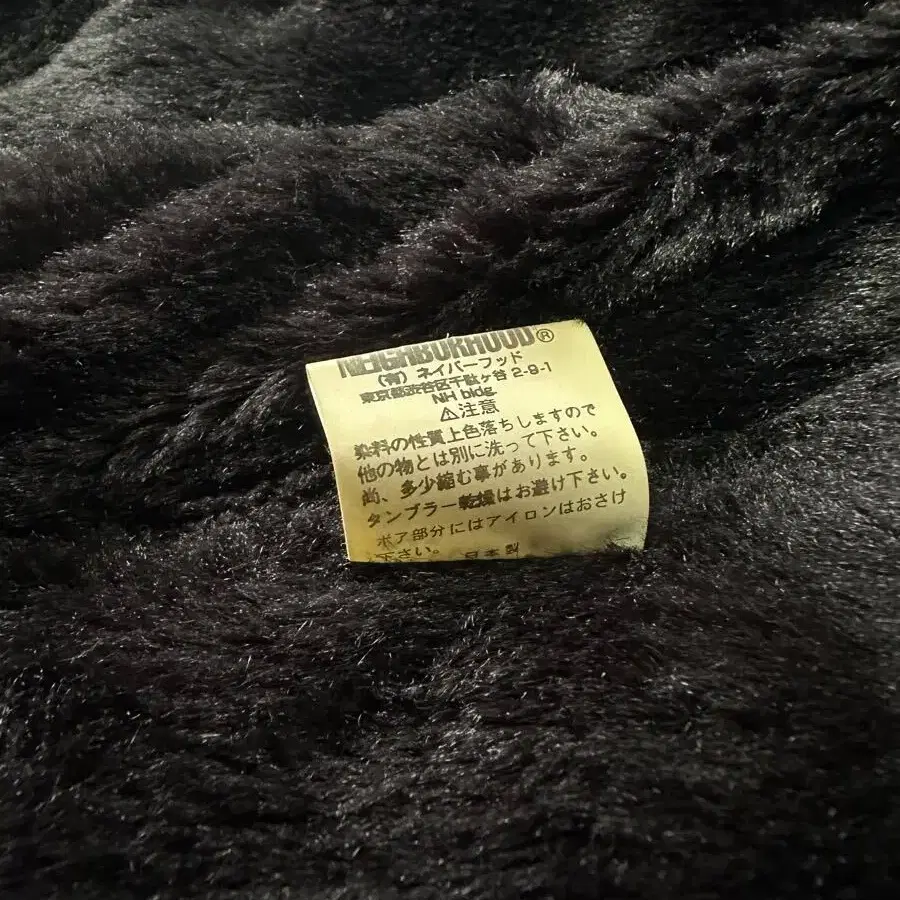 NEIGHBORHOOD®
(有) ネイバーフッド
東京都渋谷区千駄ヶ谷 2-9-1
NH bldg.
⚠注意
染料の性質上色落ちしますので
他の物とは別に洗って下さい。
尚、多少縮む事があります。
タンブラー乾燥はお避け下さい。
ボア部分にはアイロンはおさけ
下さい。 日本製